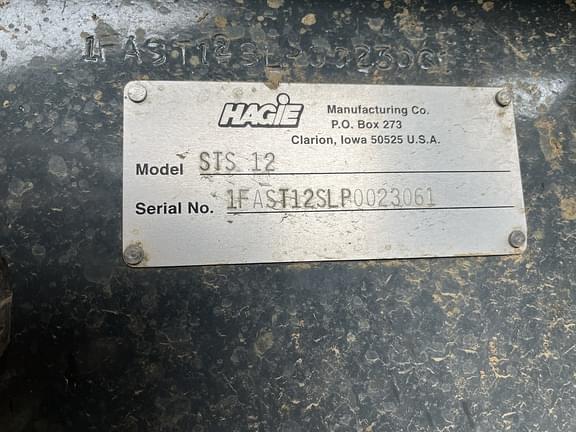 1FAST12SLP0023061
HAGIE
Manufacturing Co.
P.O. Box 273
Clarion, Iowa 50525 U.S.A.
Model STS 12
Serial No. 1FAST12SLP0023061